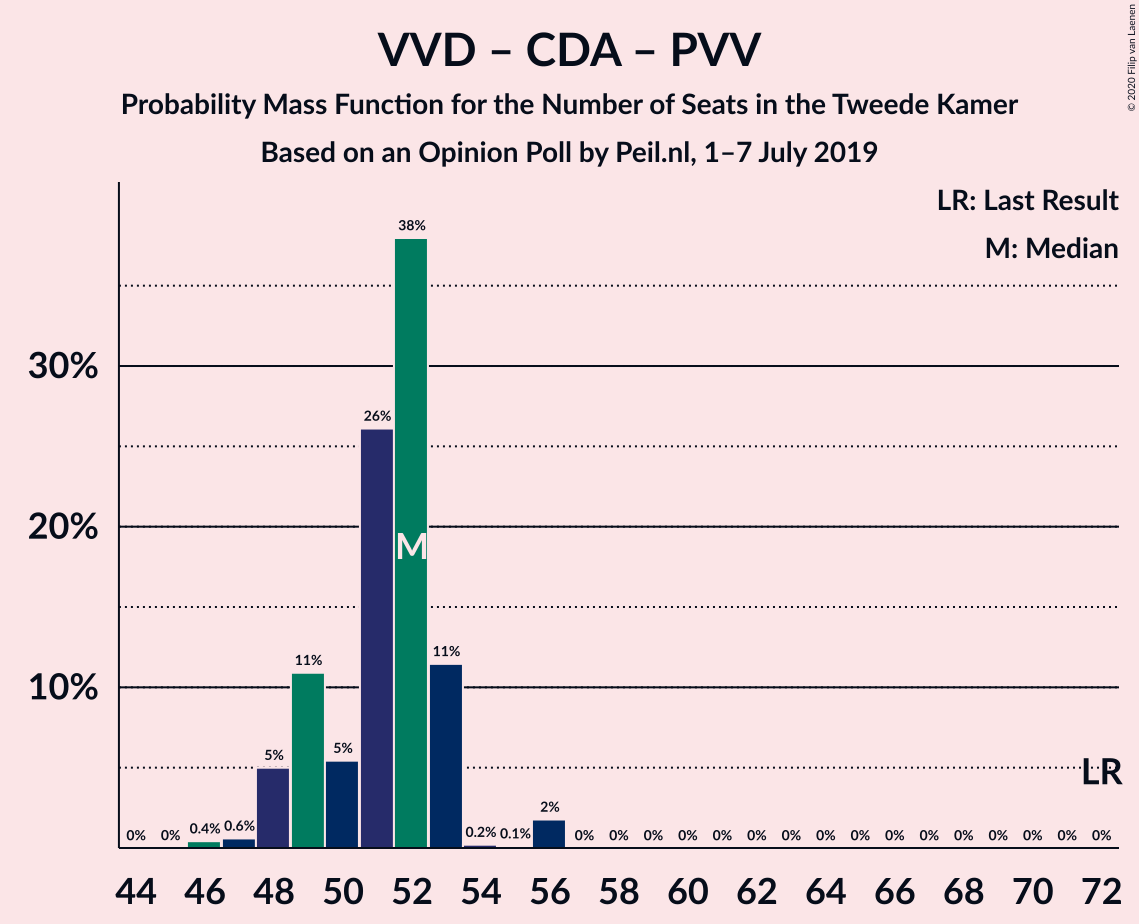 VVD – CDA – PVV
Probability Mass Function for the Number of Seats in the Tweede Kamer
Based on an Opinion Poll by Peil.nl, 1–7 July 2019
© 2020 Filip van Laenen
LR: Last Result
M: Median
30%
20%
10%
0% 0% 0.4% 0.6% 5% 11% 5% 26% 38% 11% 0.2% 0.1% 2% 0% 0% 0% 0% 0% 0% 0% 0% 0% 0% 0% 0% 0% 0% 0% 0%
M
LR
44 46 48 50 52 54 56 58 60 62 64 66 68 70 72